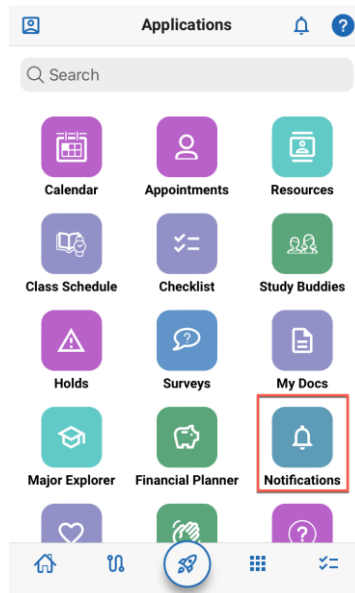 Applications
?
Search
Calendar Appointments Resources
Class Schedule Checklist Study Buddies
?
Holds Surveys My Docs
Major Explorer Financial Planner Notifications
?